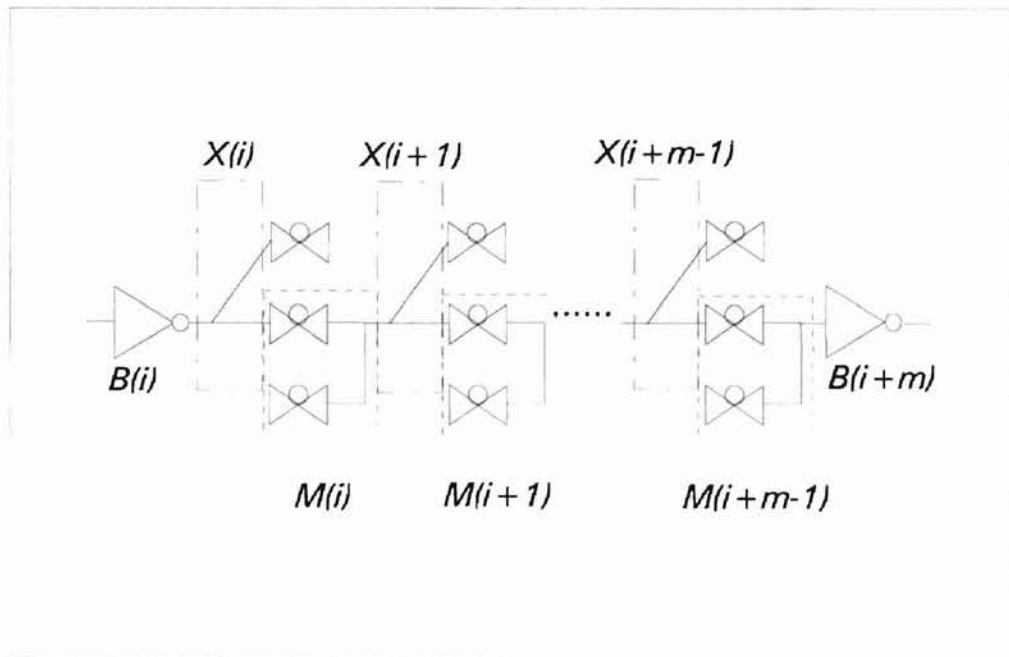 X(i) X(i+1) X(i+m-1)
......
B(i) B(i+m)
M(i) M(i+1) M(i+m-1)